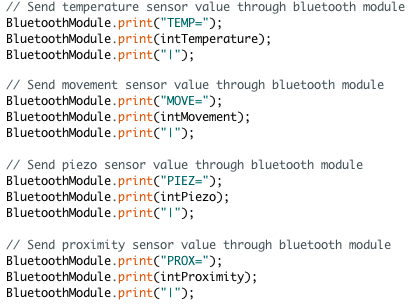 // Send temperature sensor value through bluetooth module
BluetoothModule.print("TEMP=");
BluetoothModule.print(intTemperature);
BluetoothModule.print("|");
// Send movement sensor value through bluetooth module
BluetoothModule.print("MOVE=");
BluetoothModule.print(intMovement);
BluetoothModule.print("|");
// Send piezo sensor value through bluetooth module
BluetoothModule.print("PIEZ=");
BluetoothModule.print(intPiezo);
BluetoothModule.print("|");
// Send proximity sensor value through bluetooth module
BluetoothModule.print("PROX=");
BluetoothModule.print(intProximity);
BluetoothModule.print("|");